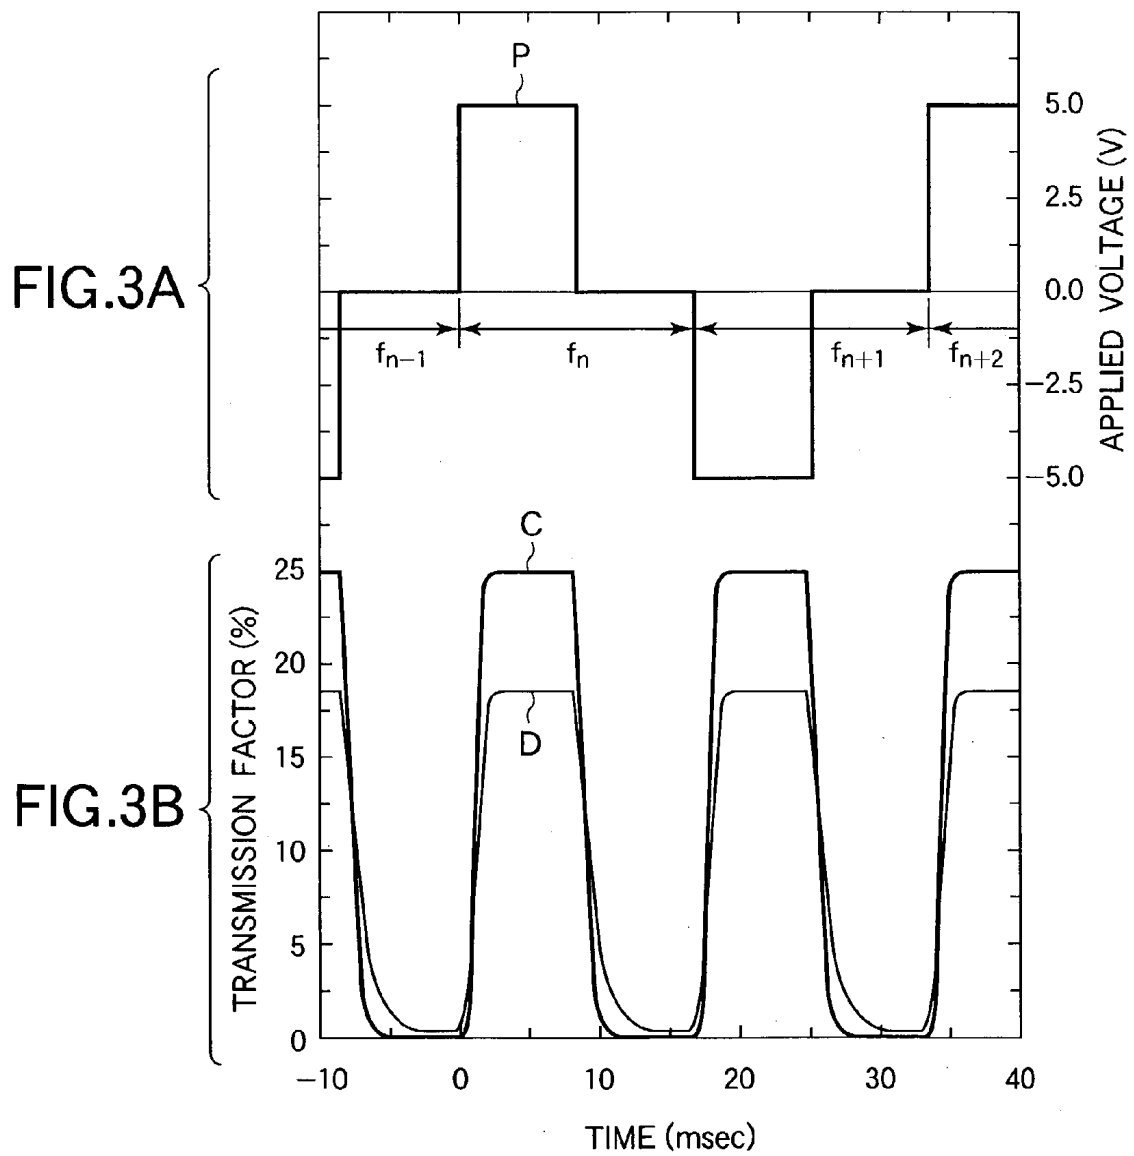 FIG.3A
P
5.0
2.5
0.0
−2.5
−5.0
APPLIED VOLTAGE (V)
fn−1
fn
fn+1
fn+2
FIG.3B
C
D
25
20
15
10
5
0
TRANSMISSION FACTOR (%)
−10 0 10 20 30 40
TIME (msec)